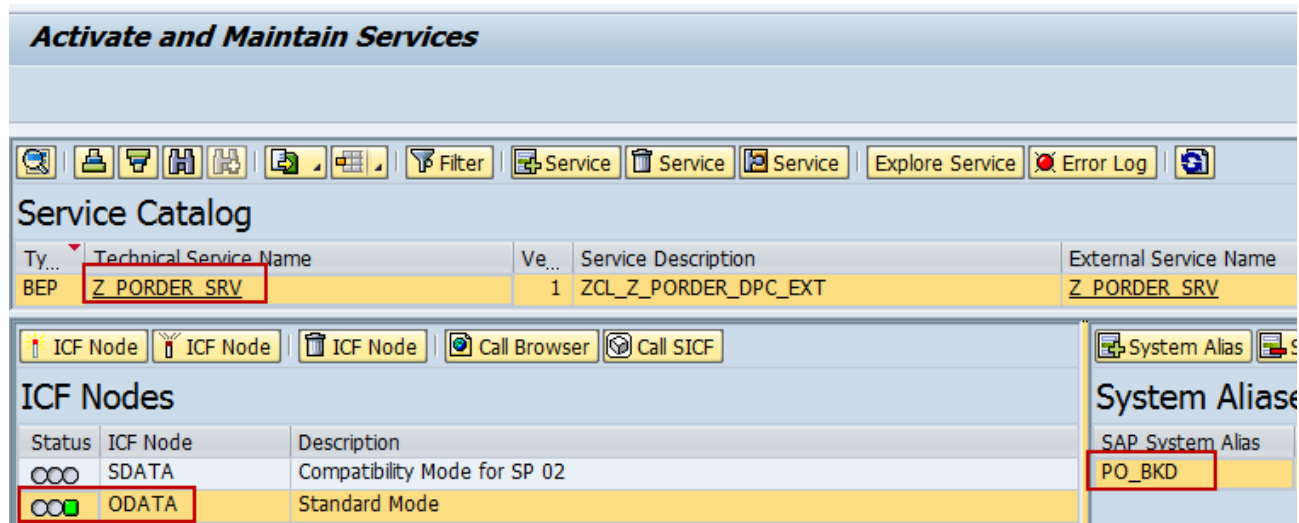 Activate and Maintain Services
Filter Service Service Service Explore Service Error Log
Service Catalog
Ty... Technical Service Name Ve... Service Description External Service Name
BEP Z_PORDER_SRV 1 ZCL_Z_PORDER_DPC_EXT Z_PORDER_SRV
ICF Node ICF Node ICF Node Call Browser Call SICF System Alias S
ICF Nodes System Aliase
Status ICF Node Description SAP System Alias
SDATA Compatibility Mode for SP 02 PO_BKD
ODATA Standard Mode